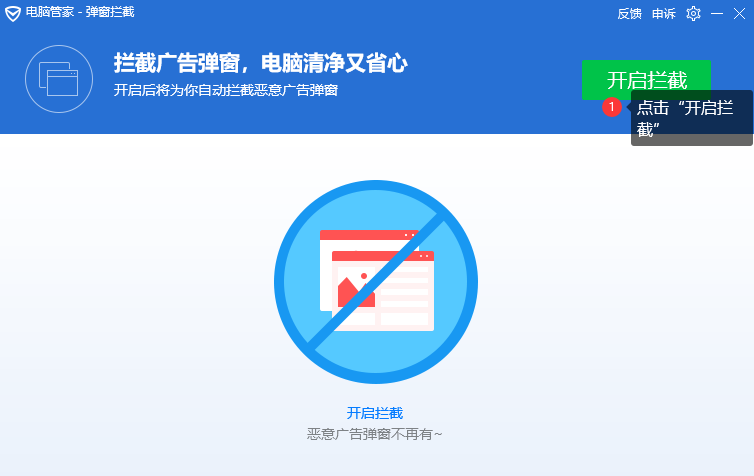 电脑管家 - 弹窗拦截
反馈 申诉
拦截广告弹窗，电脑清净又省心
开启后将为你自动拦截恶意广告弹窗
开启拦截
1
点击“开启拦
截”
开启拦截
恶意广告弹窗不再有~